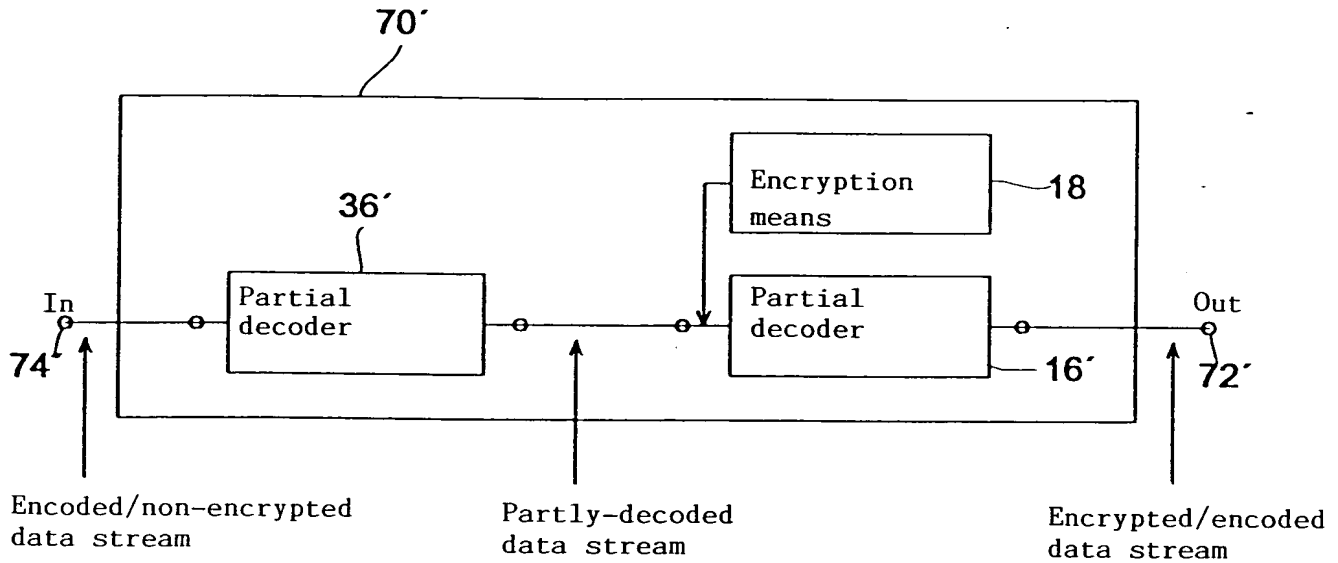 70´
Encryption
means
18
36´
In
Partial
decoder
Partial
decoder
Out
74´
16´
72´
Encoded/non-encrypted
data stream
Partly-decoded
data stream
Encrypted/encoded
data stream